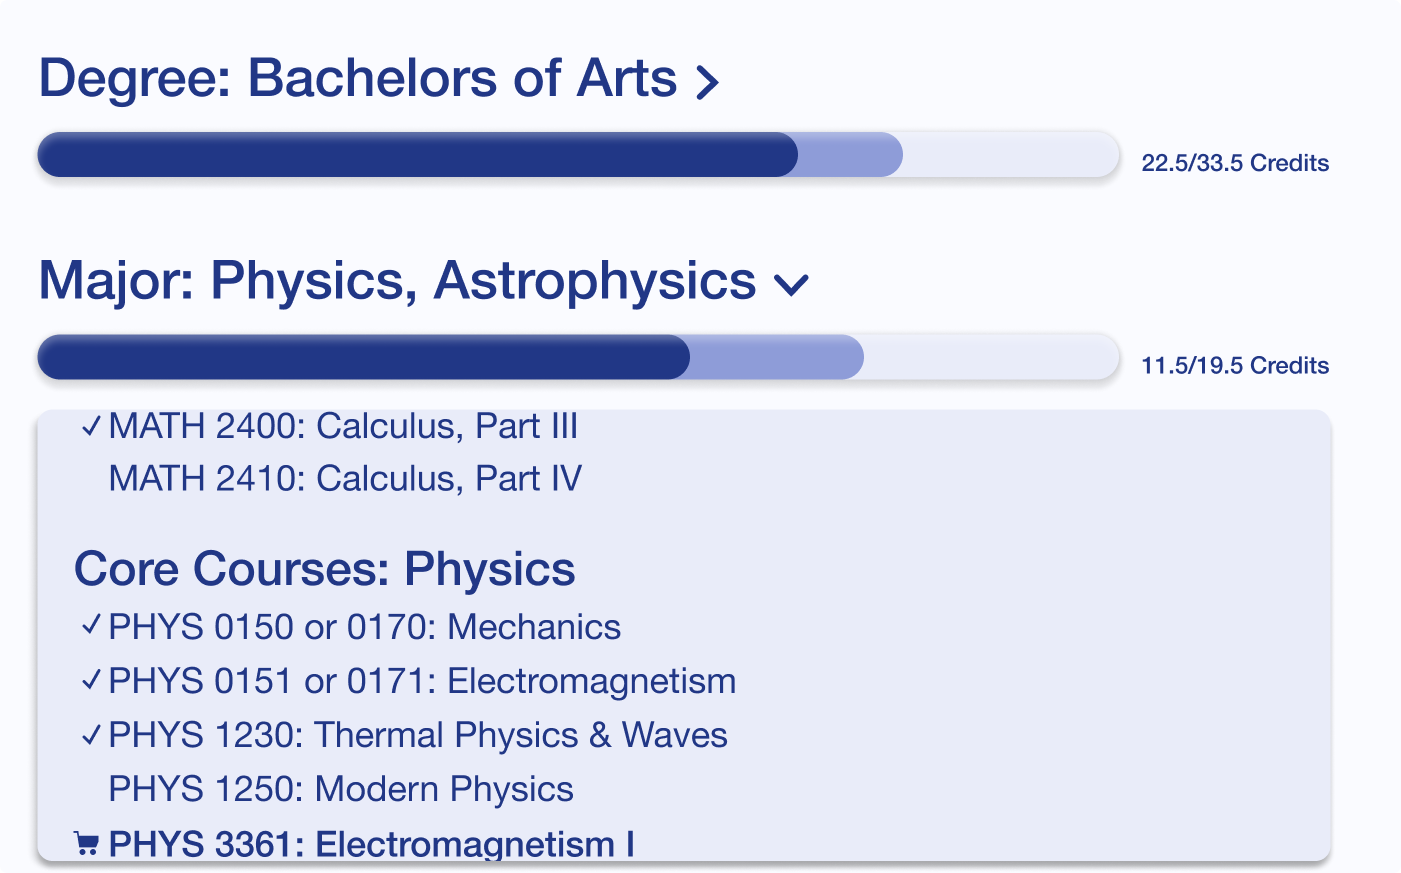 Degree: Bachelors of Arts
22.5/33.5 Credits
Major: Physics, Astrophysics
11.5/19.5 Credits
MATH 2400: Calculus, Part III
MATH 2410: Calculus, Part IV
Core Courses: Physics
PHYS 0150 or 0170: Mechanics
PHYS 0151 or 0171: Electromagnetism
PHYS 1230: Thermal Physics & Waves
PHYS 1250: Modern Physics
PHYS 3361: Electromagnetism I